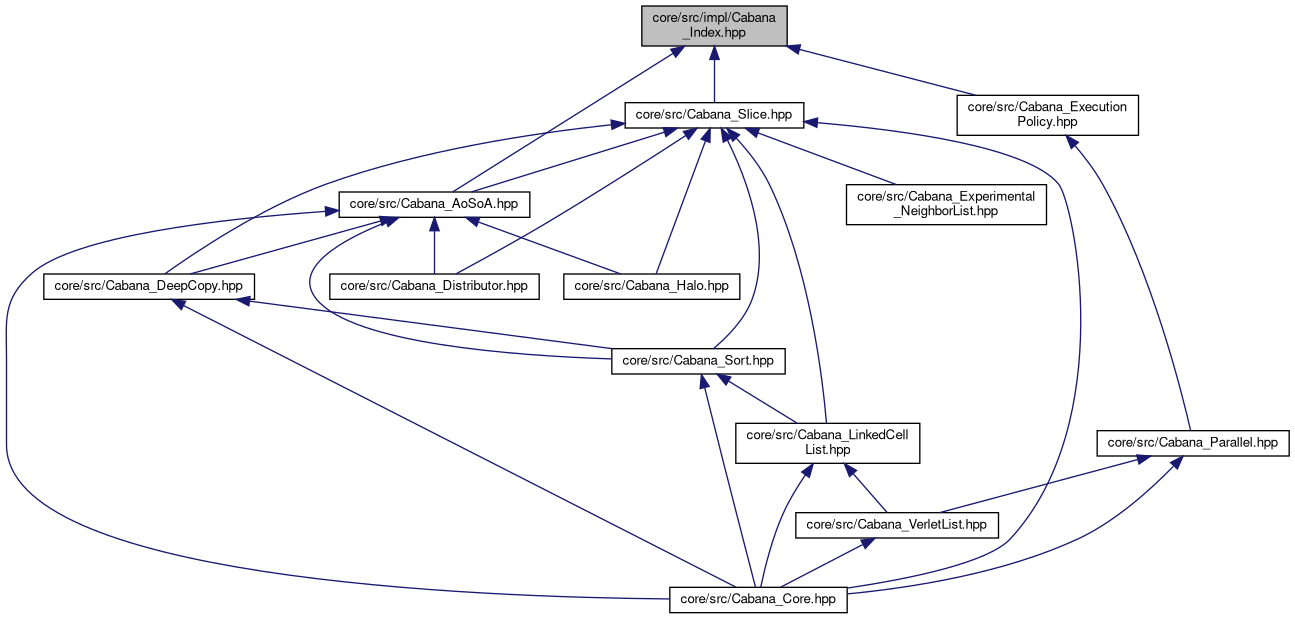 core/src/impl/Cabana
_Index.hpp
core/src/Cabana_Slice.hpp
core/src/Cabana_Execution
Policy.hpp
core/src/Cabana_AoSoA.hpp
core/src/Cabana_Experimental
_NeighborList.hpp
core/src/Cabana_DeepCopy.hpp
core/src/Cabana_Distributor.hpp
core/src/Cabana_Halo.hpp
core/src/Cabana_Sort.hpp
core/src/Cabana_LinkedCell
List.hpp
core/src/Cabana_Parallel.hpp
core/src/Cabana_VerletList.hpp
core/src/Cabana_Core.hpp